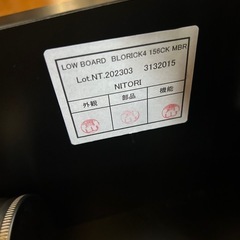 LOW BOARD BLORICK4 156CK MBR
Lot.NT.202303 3132015
NITORI
外観 部品 機能